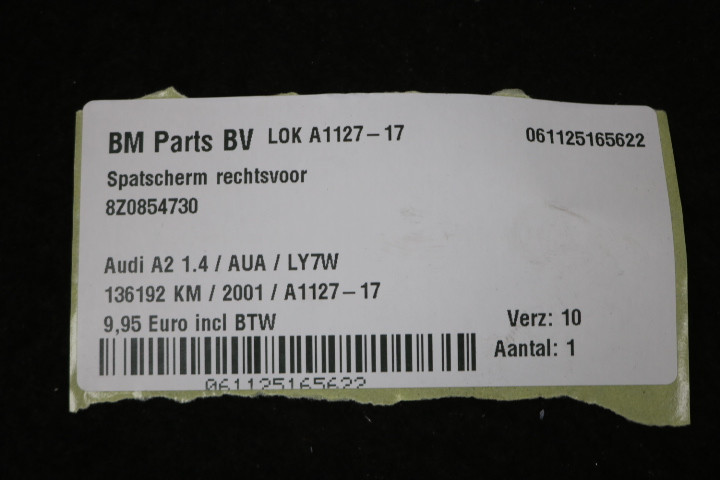 BM Parts BV LOK A1127-17 061125165622
Spatscherm rechtsvoor
8Z0854730
Audi A2 1.4 / AUA / LY7W
136192 KM / 2001 / A1127-17
9,95 Euro incl BTW Verz: 10
Aantal: 1
061125165622